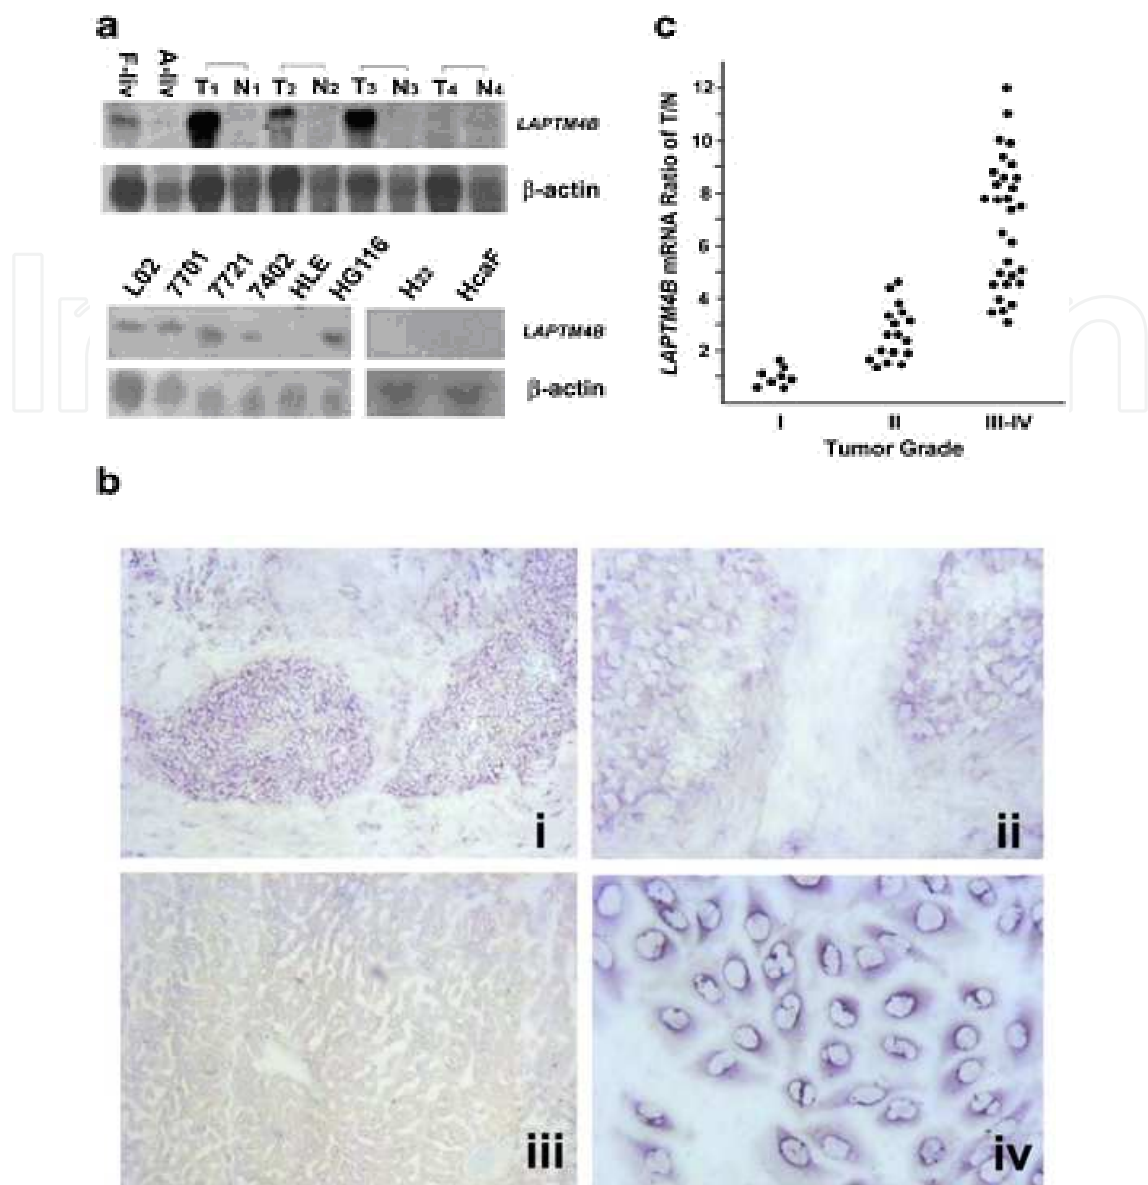 a
F-liv A-liv T1 N1 T2 N2 T3 N3 T4 N4
LAPTM4B
β-actin
L02 7701 7721 7402 HLE HG116 H22 HcaF
LAPTM4B
β-actin
c
LAPTM4B mRNA Ratio of T/N
12
10
8
6
4
2
I II III-IV
Tumor Grade
b
i
ii
iii
iv